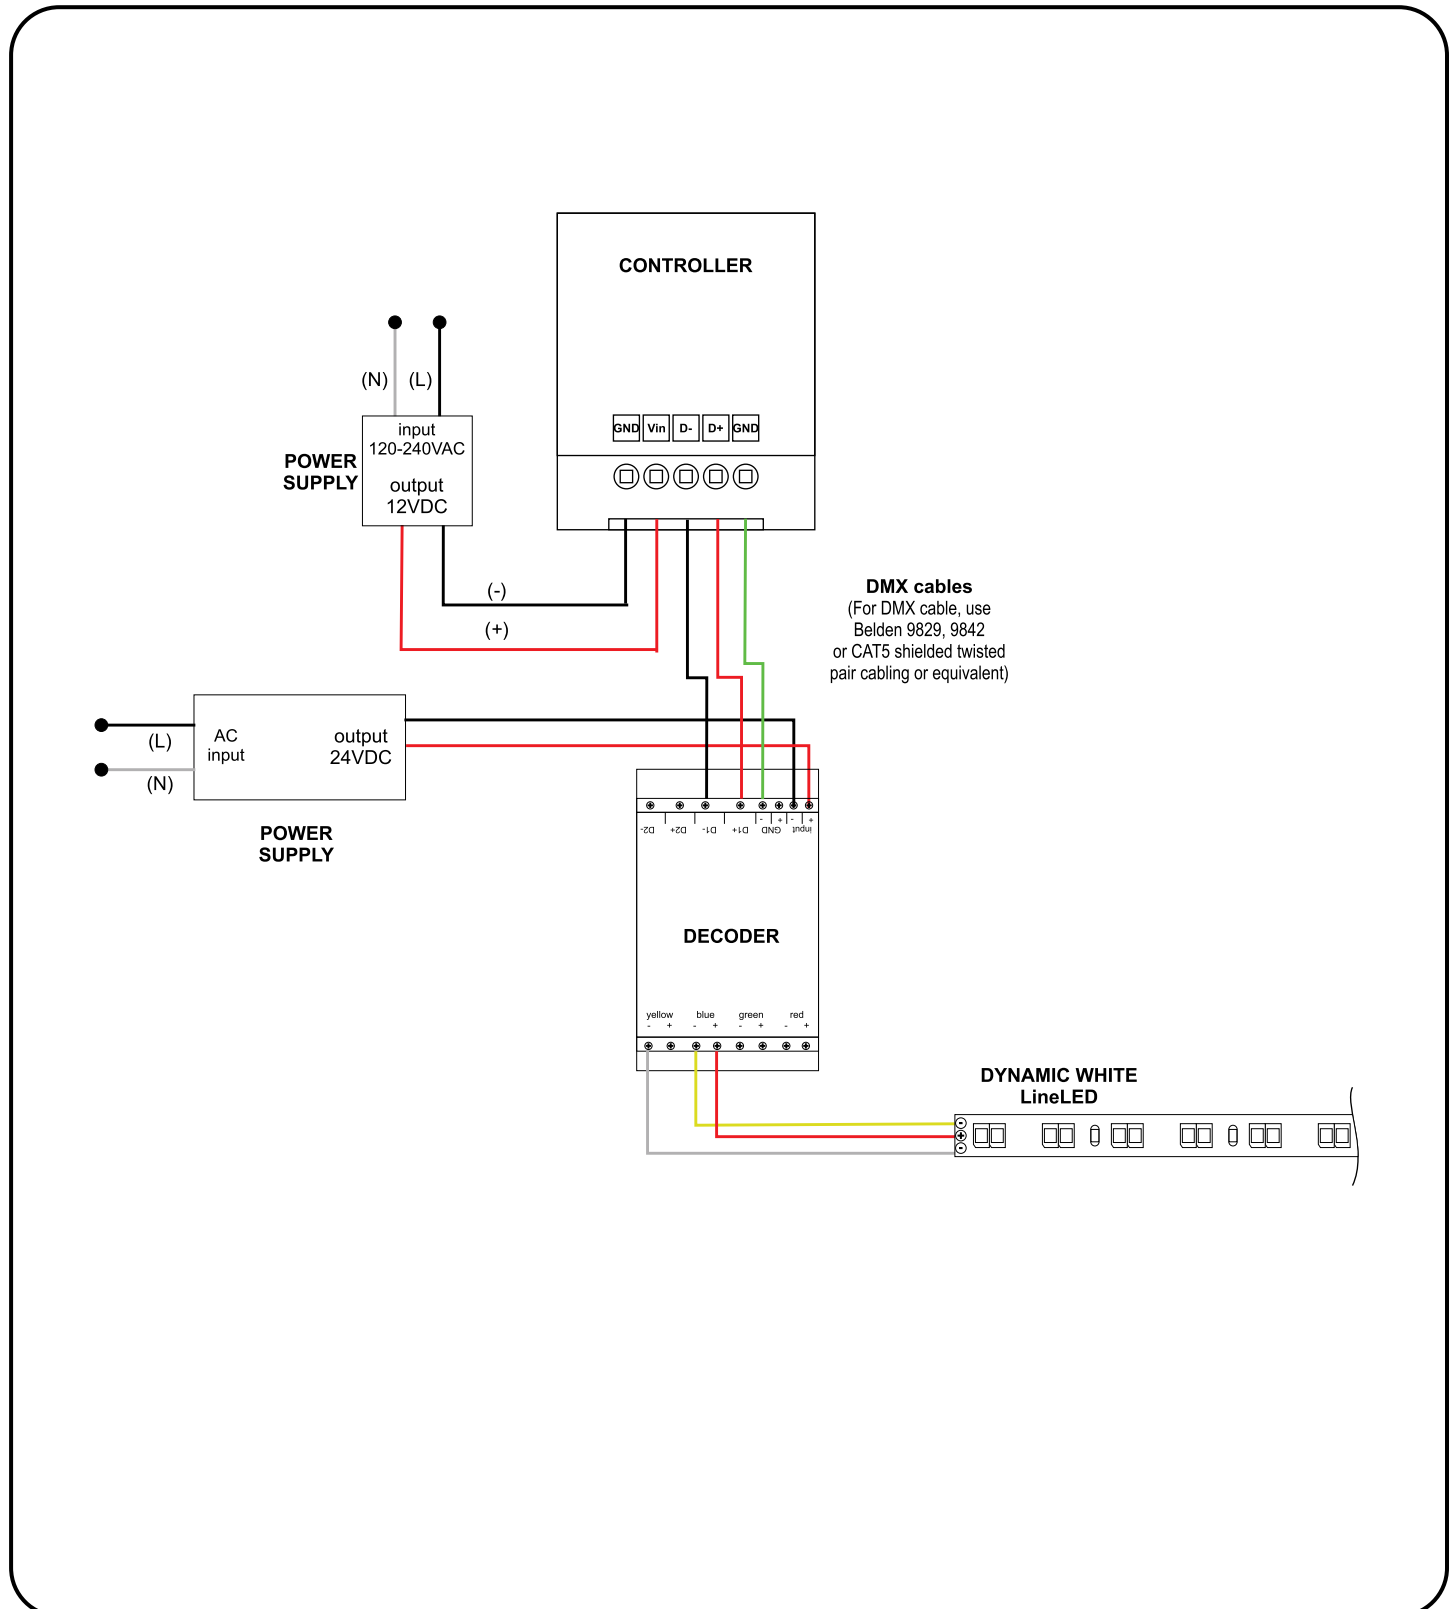 CONTROLLER
(N) (L)
GND Vin D- D+ GND
input
120-240VAC
output
12VDC
POWER
SUPPLY
(-)
(+)
DMX cables
(For DMX cable, use
Belden 9829, 9842
or CAT5 shielded twisted
pair cabling or equivalent)
(L)
(N)
AC
input
output
24VDC
POWER
SUPPLY
- + - +
D2- D2+ D1- D1+ GND input
DECODER
yellow blue green red
- + - + - + - +
DYNAMIC WHITE
LineLED
-
+
-